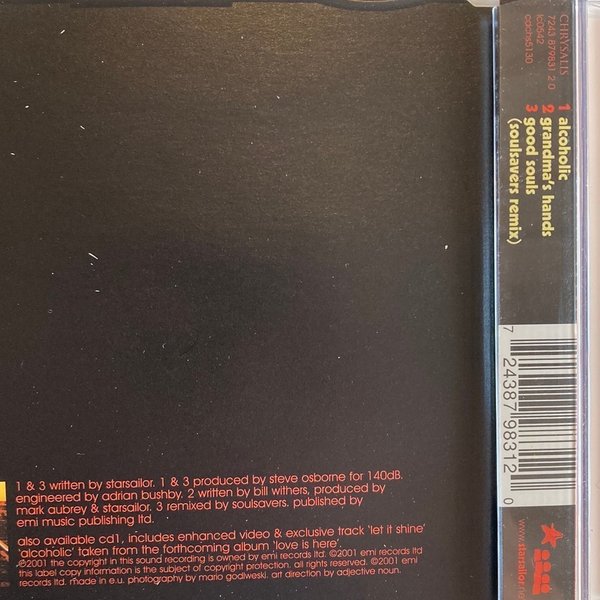 CHRYSALIS
7243 879831 2 0
lc0542
cdchs5130
1 alcoholic
2 grandma's hands
3 good souls
(soulsavers remix)
7 24387 98312 0
1 & 3 written by starsailor. 1 & 3 produced by steve osborne for 140dB.
engineered by adrian bushby. 2 written by bill withers, produced by
mark aubrey & starsailor. 3 remixed by soulsavers. published by
emi music publishing ltd.
also available cd1, includes enhanced video & exclusive track 'let it shine'
'alcoholic' taken from the forthcoming album 'love is here'.
℗2001 the copyright in this sound recording is owned by emi records ltd. ©2001 emi records ltd
this label copy information is the subject of copyright protection. all rights reserved. ©2001 emi
records ltd. made in e.u. photography by mario godlweski. art direction by adjective noun.